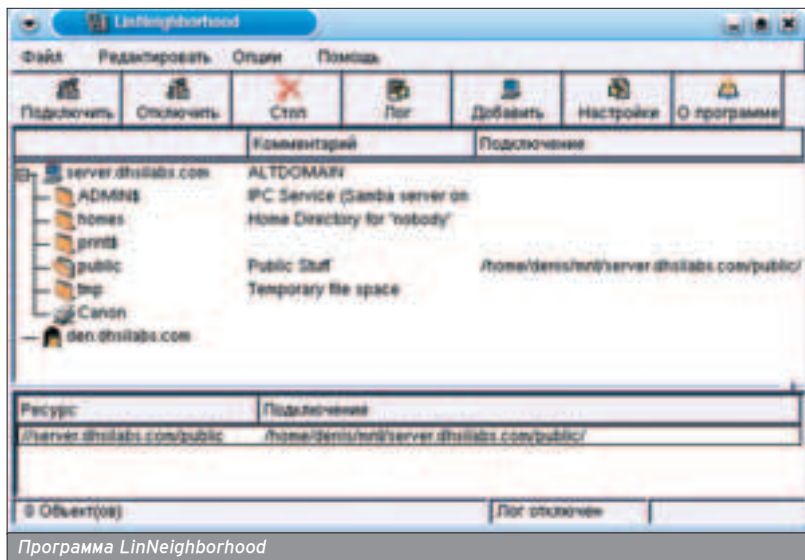 LinNeighborhood
Файл Редактировать Опции Помощь
Подключить Отключить Стоп Лог Добавить Настройки О программе
Комментарий Подключение
server.dhsilabs.com ALTDOMAIN
ADMIN$ IPC Service (Samba server on
homes Home Directory for "nobody"
print$
public Public Stuff /home/denis/mnt/server.dhsilabs.com/public/
tmp Temporary file space
Canon
den.dhsilabs.com
Ресурс Подключение
//server.dhsilabs.com/public /home/denis/mnt/server.dhsilabs.com/public/
0 Объект(ов) Лог отключен
Программа LinNeighborhood